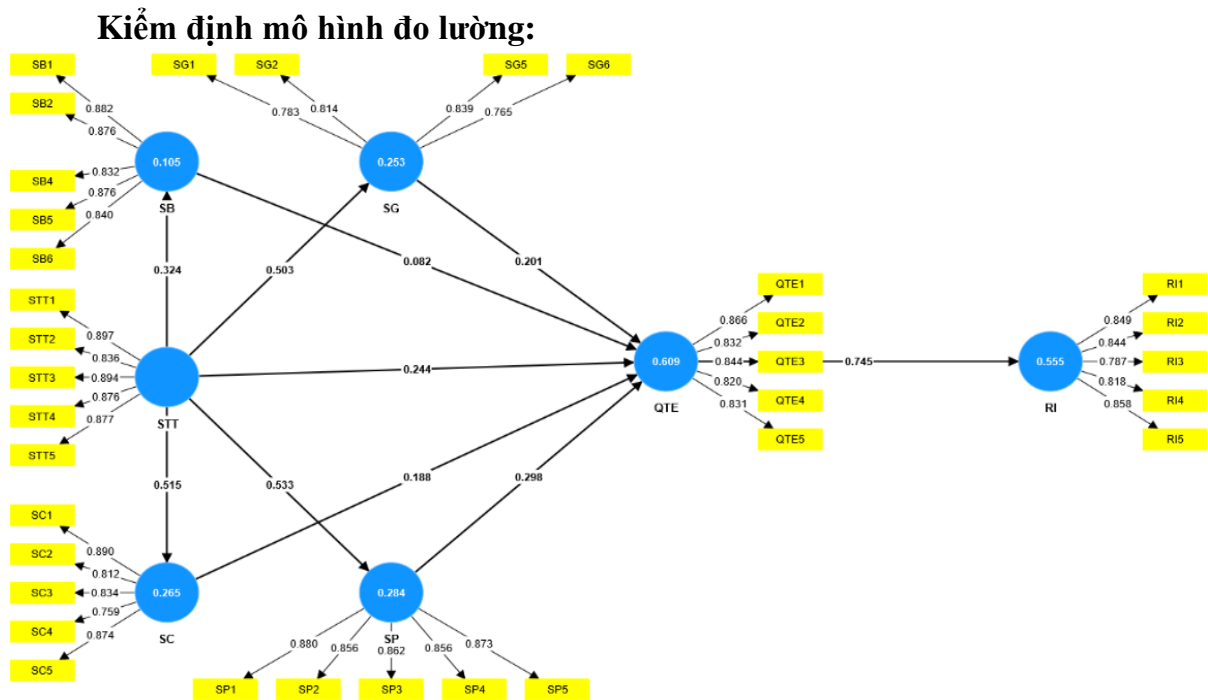 Kiểm định mô hình đo lường:
SB1
SG1
SG2
SG5
SG6
SB2
0.882
0.783
0.814
0.839
0.765
0.876
SB4
0.832
0.105
0.253
0.876
SB5
0.840
SB
SG
SB6
0.324
0.503
0.082
0.201
STT1
QTE1
RI1
0.897
0.866
0.849
STT2
QTE2
RI2
0.836
0.832
0.844
STT3
0.894
0.244
0.609
0.844
QTE3
0.745
0.555
0.787
RI3
0.876
0.820
0.818
STT4
QTE4
RI4
0.877
0.831
0.858
STT
QTE
RI
STT5
QTE5
RI5
0.515
0.533
0.188
0.298
SC1
0.890
SC2
0.812
SC3
0.834
0.265
0.284
0.759
SC4
0.874
SC
SP
SC5
0.880
0.856
0.862
0.856
0.873
SP1
SP2
SP3
SP4
SP5